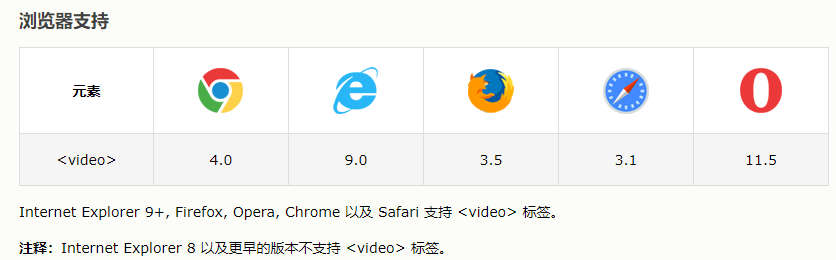 浏览器支持
元素
<video> 4.0 9.0 3.5 3.1 11.5
Internet Explorer 9+, Firefox, Opera, Chrome 以及 Safari 支持 <video> 标签。
注释：Internet Explorer 8 以及更早的版本不支持 <video> 标签。